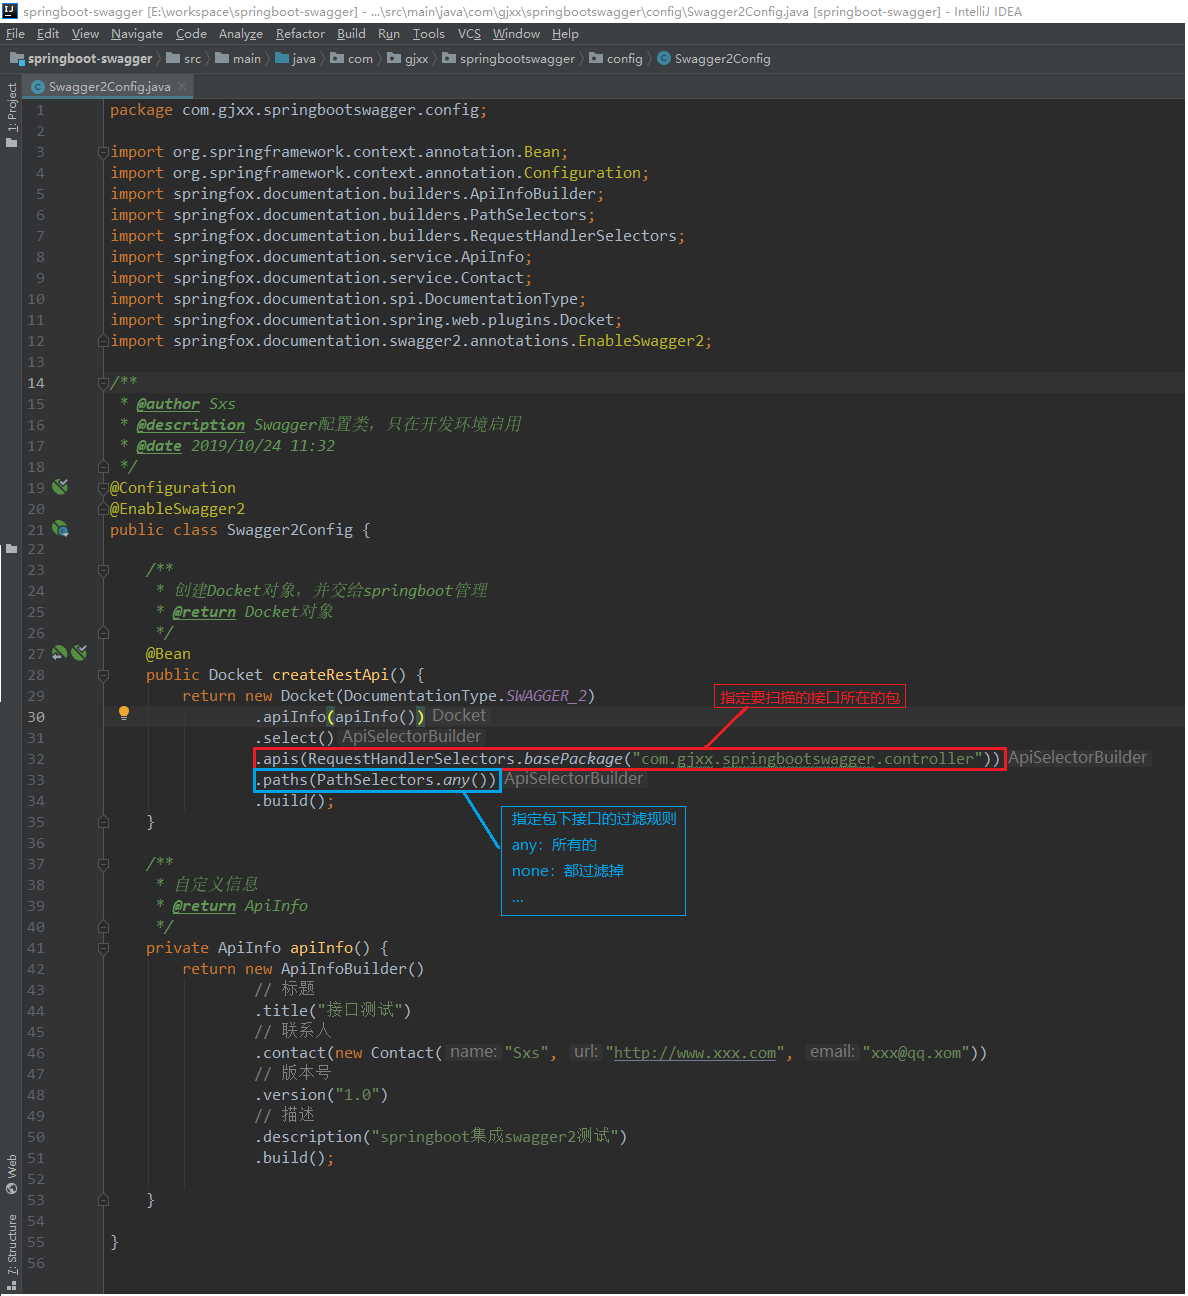 springboot-swagger [E:\workspace\springboot-swagger] - ...\src\main\java\com\gjxx\springbootswagger\config\Swagger2Config.java [springboot-swagger] - IntelliJ IDEA
File Edit View Navigate Code Analyze Refactor Build Run Tools VCS Window Help
springboot-swagger src main java com gjxx springbootswagger config Swagger2Config
1: Project
Swagger2Config.java
1 package com.gjxx.springbootswagger.config;
2
3 import org.springframework.context.annotation.Bean;
4 import org.springframework.context.annotation.Configuration;
5 import springfox.documentation.builders.ApiInfoBuilder;
6 import springfox.documentation.builders.PathSelectors;
7 import springfox.documentation.builders.RequestHandlerSelectors;
8 import springfox.documentation.service.ApiInfo;
9 import springfox.documentation.service.Contact;
10 import springfox.documentation.spi.DocumentationType;
11 import springfox.documentation.spring.web.plugins.Docket;
12 import springfox.documentation.swagger2.annotations.EnableSwagger2;
13
14 /**
15 * @author Sxs
16 * @description Swagger配置类，只在开发环境启用
17 * @date 2019/10/24 11:32
18 */
19 @Configuration
20 @EnableSwagger2
21 public class Swagger2Config {
22
23 /**
24 * 创建Docket对象，并交给springboot管理
25 * @return Docket对象
26 */
27 @Bean
28 public Docket createRestApi() {
29 return new Docket(DocumentationType.SWAGGER_2)
指定要扫描的接口所在的包
30 .apiInfo(apiInfo()) Docket
31 .select() ApiSelectorBuilder
32 .apis(RequestHandlerSelectors.basePackage("com.gjxx.springbootswagger.controller")) ApiSelectorBuilder
33 .paths(PathSelectors.any()) ApiSelectorBuilder
34 .build();
35 }
指定包下接口的过滤规则
any：所有的
none：都过滤掉
...
36
37 /**
38 * 自定义信息
39 * @return ApiInfo
40 */
41 private ApiInfo apiInfo() {
42 return new ApiInfoBuilder()
43 // 标题
44 .title("接口测试")
45 // 联系人
46 .contact(new Contact( name: "Sxs", url: "http://www.xxx.com", email: "xxx@qq.xom"))
47 // 版本号
48 .version("1.0")
49 // 描述
50 .description("springboot集成swagger2测试")
51 .build();
52
53 }
54
55 }
56
Web
7: Structure